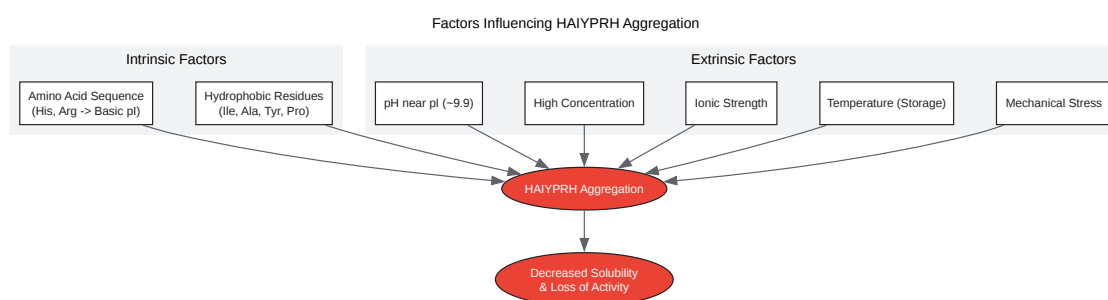 Factors Influencing HAIYPRH Aggregation
Intrinsic Factors
Extrinsic Factors
Amino Acid Sequence
(His, Arg -> Basic pI)
Hydrophobic Residues
(Ile, Ala, Tyr, Pro)
pH near pI (~9.9)
High Concentration
Ionic Strength
Temperature (Storage)
Mechanical Stress
HAIYPRH Aggregation
Decreased Solubility
& Loss of Activity